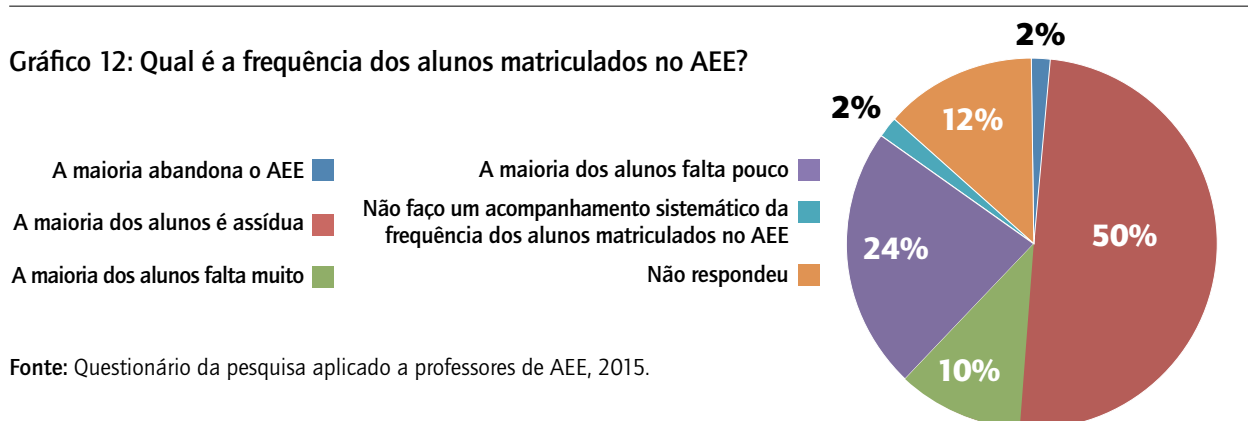 Gráfico 12: Qual é a frequência dos alunos matriculados no AEE?
A maioria abandona o AEE
A maioria dos alunos é assídua
A maioria dos alunos falta muito
A maioria dos alunos falta pouco
Não faço um acompanhamento sistemático da
frequência dos alunos matriculados no AEE
Não respondeu
2%
50%
10%
24%
2%
12%
Fonte: Questionário da pesquisa aplicado a professores de AEE, 2015.